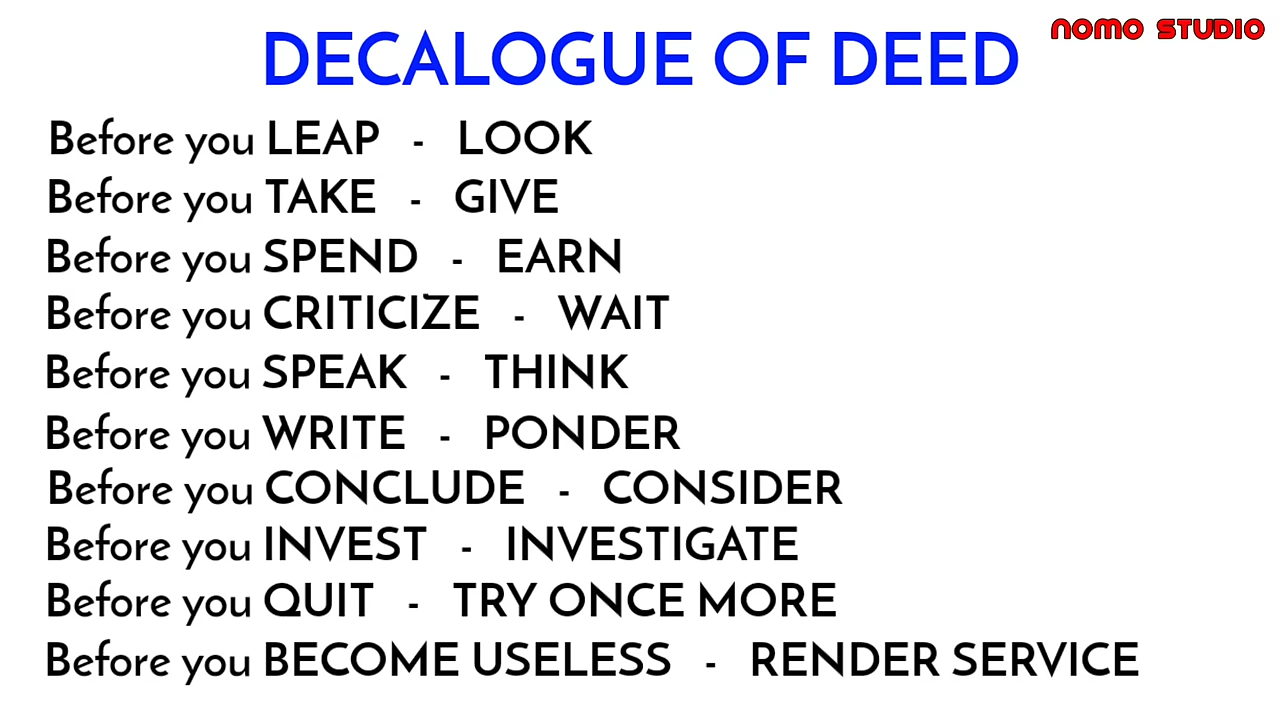 NOMO STUDIO
DECALOGUE OF DEED
Before you LEAP - LOOK
Before you TAKE - GIVE
Before you SPEND - EARN
Before you CRITICIZE - WAIT
Before you SPEAK - THINK
Before you WRITE - PONDER
Before you CONCLUDE - CONSIDER
Before you INVEST - INVESTIGATE
Before you QUIT - TRY ONCE MORE
Before you BECOME USELESS - RENDER SERVICE